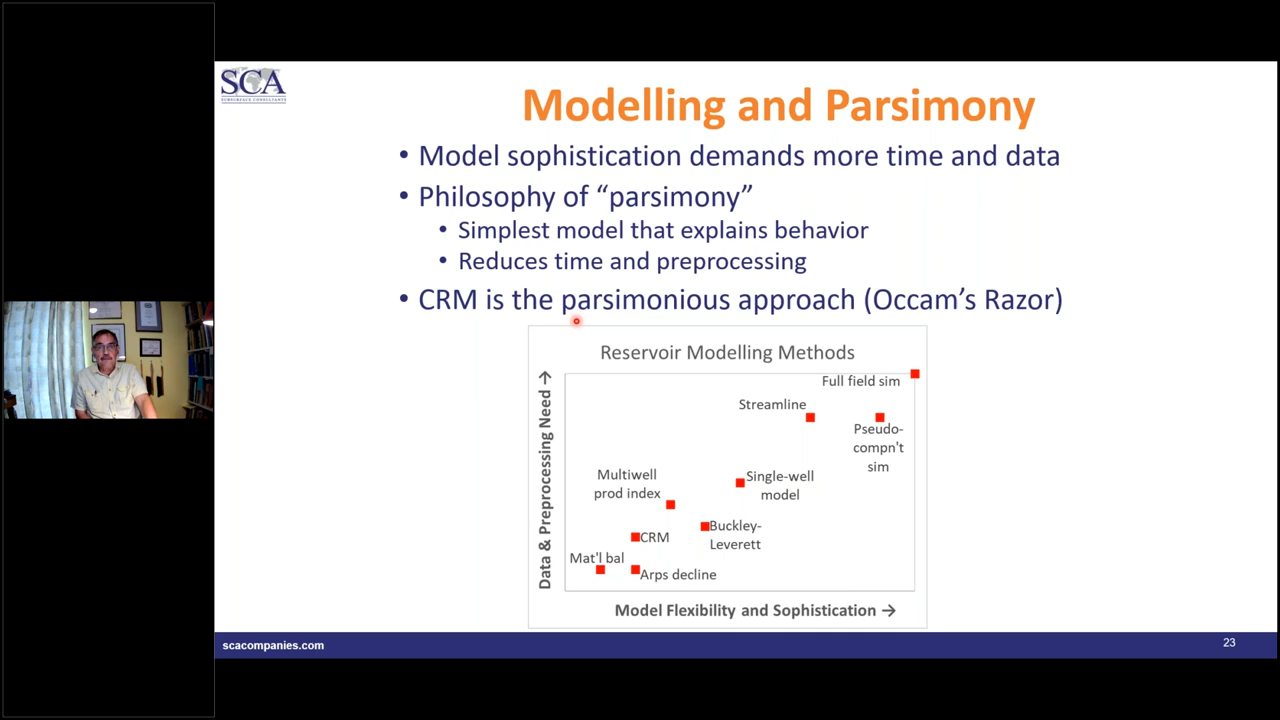 SCA
SUBSURFACE CONSULTANTS
Modelling and Parsimony
• Model sophistication demands more time and data
• Philosophy of “parsimony”
• Simplest model that explains behavior
• Reduces time and preprocessing
• CRM is the parsimonious approach (Occam’s Razor)
Reservoir Modelling Methods
Data & Preprocessing Need →
Full field sim
Streamline
Pseudo-
compn't
sim
Multiwell
prod index
Single-well
model
Buckley-
Leverett
CRM
Mat'l bal
Arps decline
Model Flexibility and Sophistication →
scacompanies.com
23